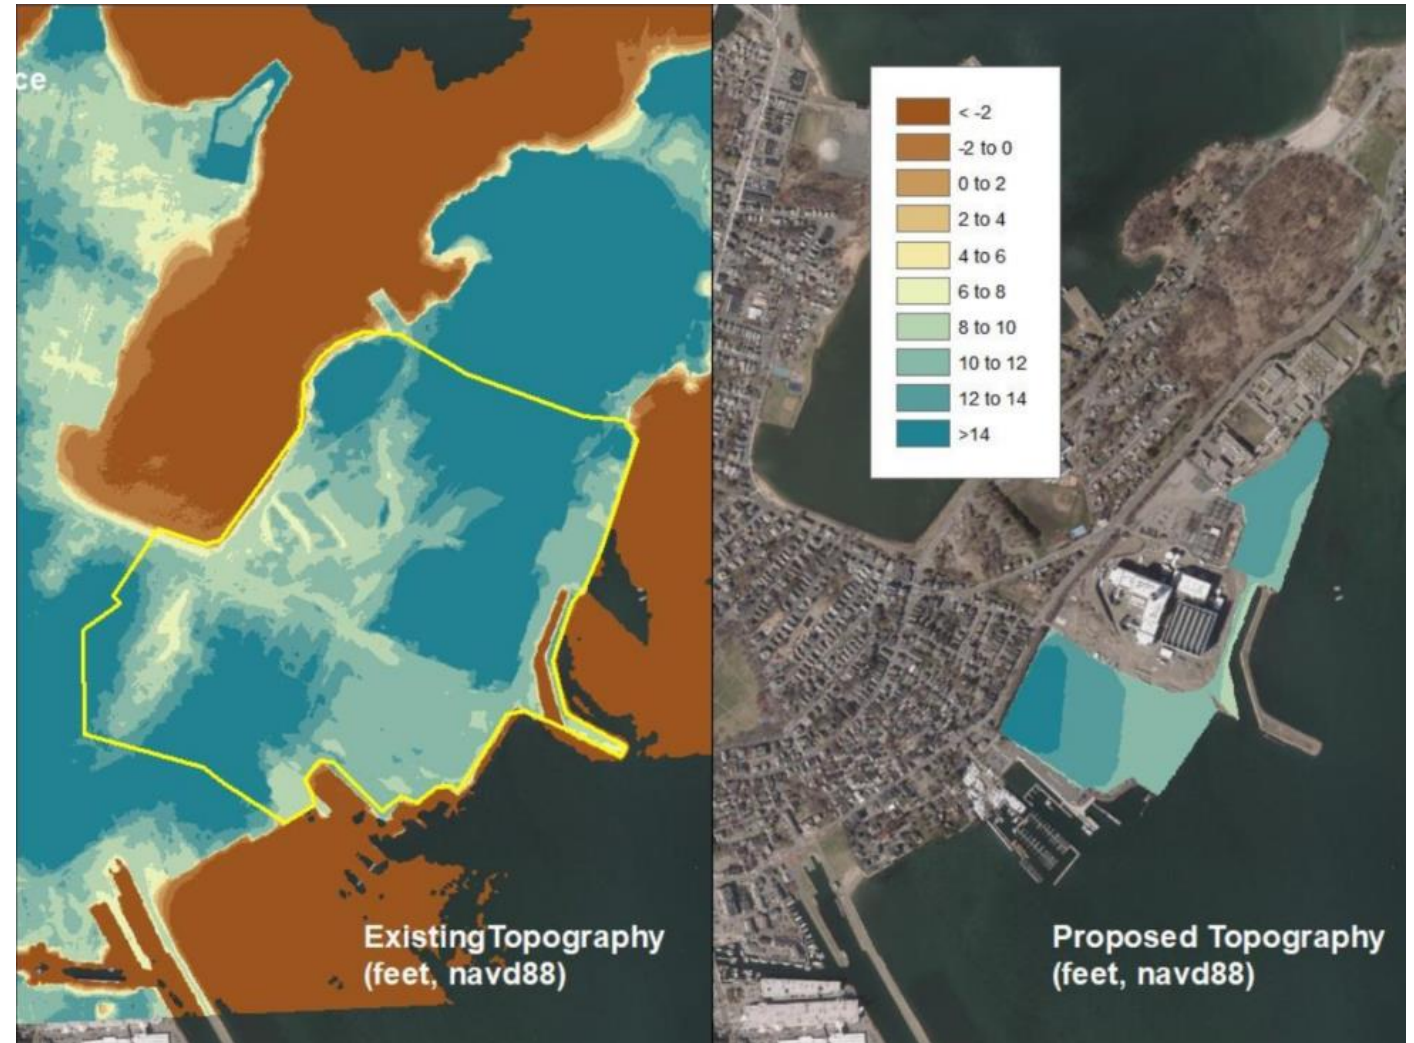 ce
< -2
-2 to 0
0 to 2
2 to 4
4 to 6
6 to 8
8 to 10
10 to 12
12 to 14
>14
ExistingTopography
(feet, navd88)
Proposed Topography
(feet, navd88)